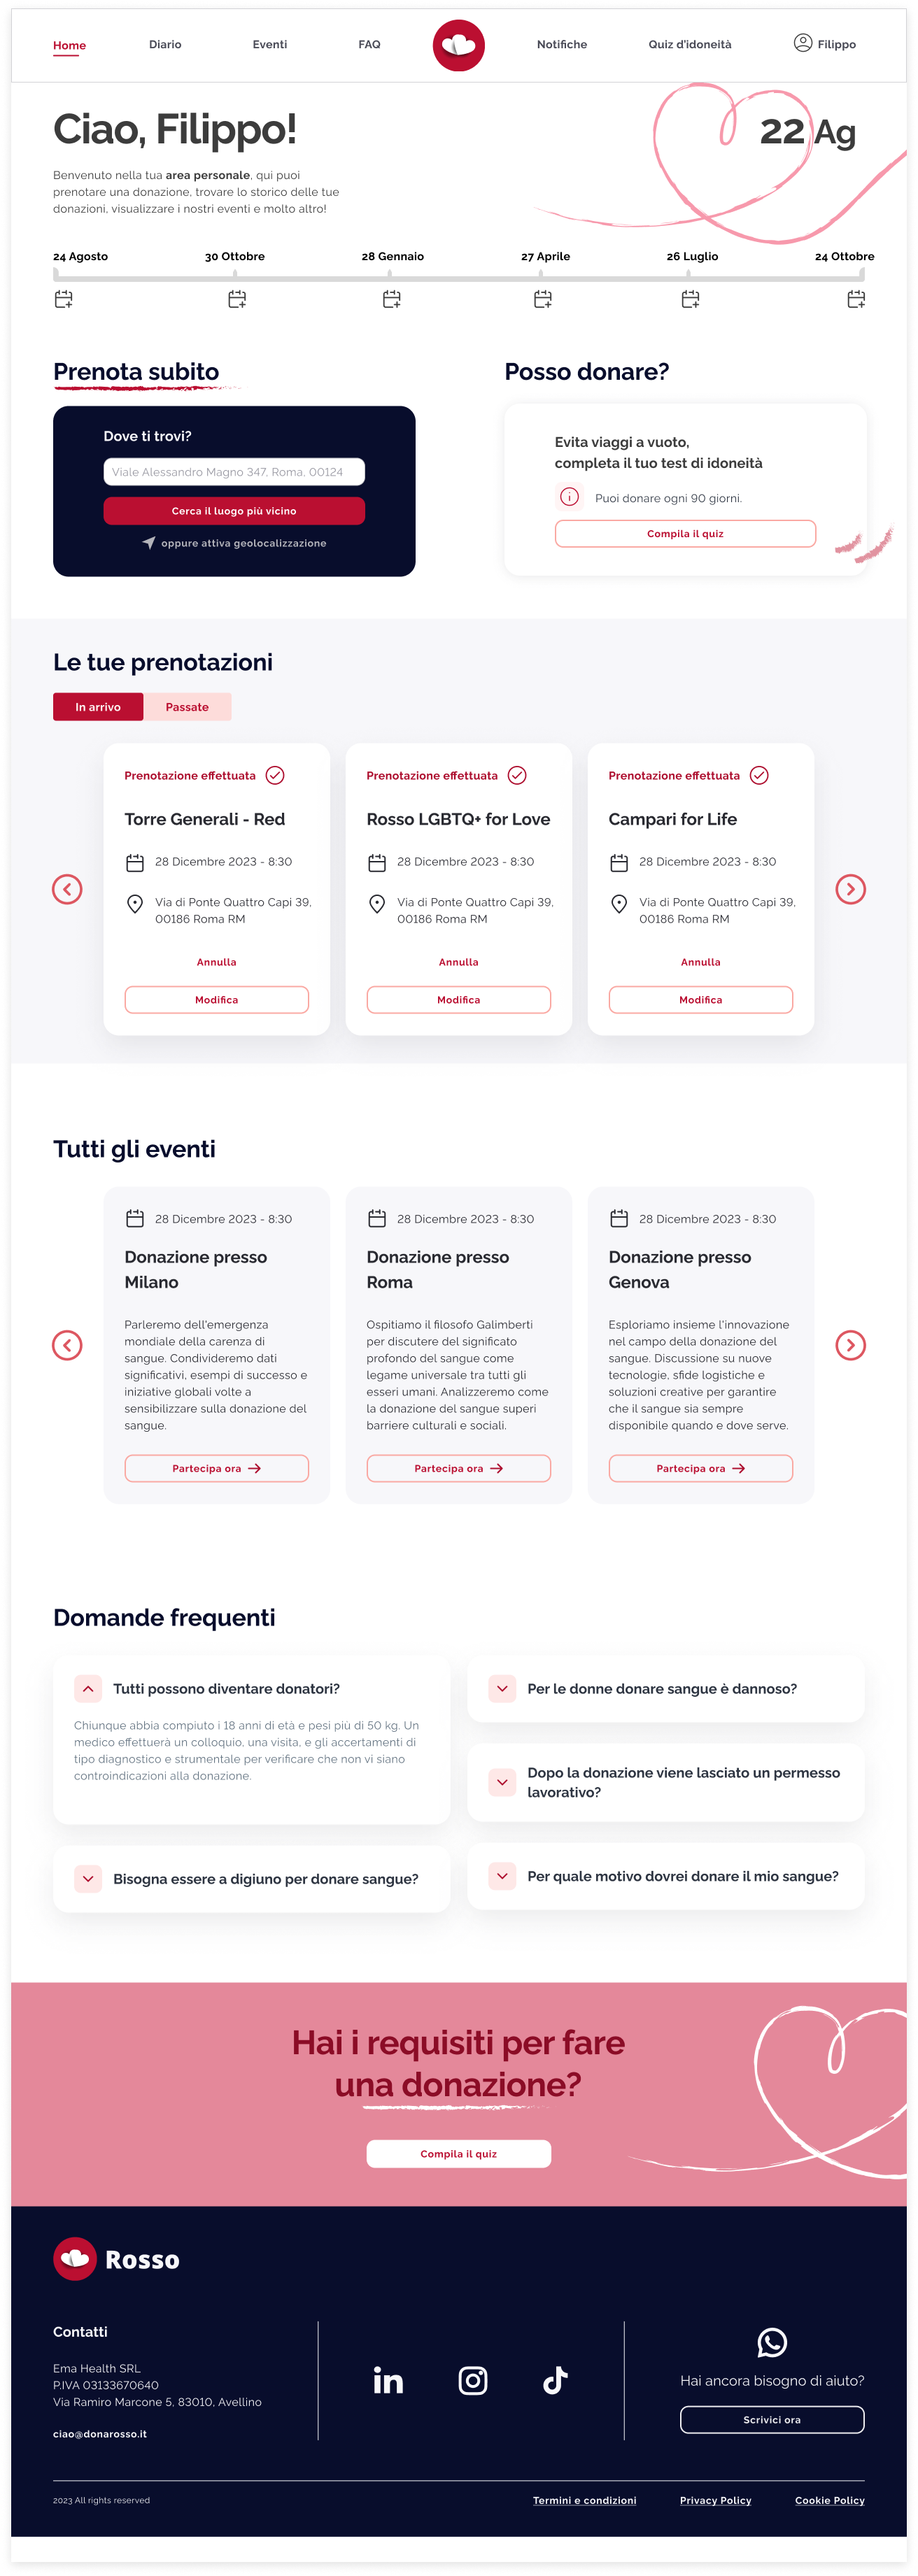 Home
Diario
Eventi
FAQ
Notifiche
Quiz d'idoneità
Filippo
Ciao, Filippo!
22 Ag
Benvenuto nella tua area personale, qui puoi
prenotare una donazione, trovare lo storico delle tue
donazioni, visualizzare i nostri eventi e molto altro!
24 Agosto
30 Ottobre
28 Gennaio
27 Aprile
26 Luglio
24 Ottobre
Prenota subito
Dove ti trovi?
Viale Alessandro Magno 347, Roma, 00124
Cerca il luogo più vicino
oppure attiva geolocalizzazione
Posso donare?
Evita viaggi a vuoto,
completa il tuo test di idoneità
Puoi donare ogni 90 giorni.
Compila il quiz
Le tue prenotazioni
In arrivo
Passate
Prenotazione effettuata
Torre Generali - Red
28 Dicembre 2023 - 8:30
Via di Ponte Quattro Capi 39,
00186 Roma RM
Annulla
Modifica
Prenotazione effettuata
Rosso LGBTQ+ for Love
28 Dicembre 2023 - 8:30
Via di Ponte Quattro Capi 39,
00186 Roma RM
Annulla
Modifica
Prenotazione effettuata
Campari for Life
28 Dicembre 2023 - 8:30
Via di Ponte Quattro Capi 39,
00186 Roma RM
Annulla
Modifica
Tutti gli eventi
28 Dicembre 2023 - 8:30
Donazione presso
Milano
Parleremo dell'emergenza
mondiale della carenza di
sangue. Condivideremo dati
significativi, esempi di successo e
iniziative globali volte a
sensibilizzare sulla donazione del
sangue.
Partecipa ora
28 Dicembre 2023 - 8:30
Donazione presso
Roma
Ospitiamo il filosofo Galimberti
per discutere del significato
profondo del sangue come
legame universale tra tutti gli
esseri umani. Analizzeremo come
la donazione del sangue superi
barriere culturali e sociali.
Partecipa ora
28 Dicembre 2023 - 8:30
Donazione presso
Genova
Esploriamo insieme l'innovazione
nel campo della donazione del
sangue. Discussione su nuove
tecnologie, sfide logistiche e
soluzioni creative per garantire
che il sangue sia sempre
disponibile quando e dove serve.
Partecipa ora
Domande frequenti
Tutti possono diventare donatori?
Chiunque abbia compiuto i 18 anni di età e pesi più di 50 kg. Un
medico effettuerà un colloquio, una visita, e gli accertamenti di
tipo diagnostico e strumentale per verificare che non vi siano
controindicazioni alla donazione.
Bisogna essere a digiuno per donare sangue?
Per le donne donare sangue è dannoso?
Dopo la donazione viene lasciato un permesso
lavorativo?
Per quale motivo dovrei donare il mio sangue?
Hai i requisiti per fare
una donazione?
Compila il quiz
Rosso
Contatti
Ema Health SRL
P.IVA 03133670640
Via Ramiro Marcone 5, 83010, Avellino
ciao@donarosso.it
in
Hai ancora bisogno di aiuto?
Scrivici ora
2023 All rights reserved
Termini e condizioni
Privacy Policy
Cookie Policy